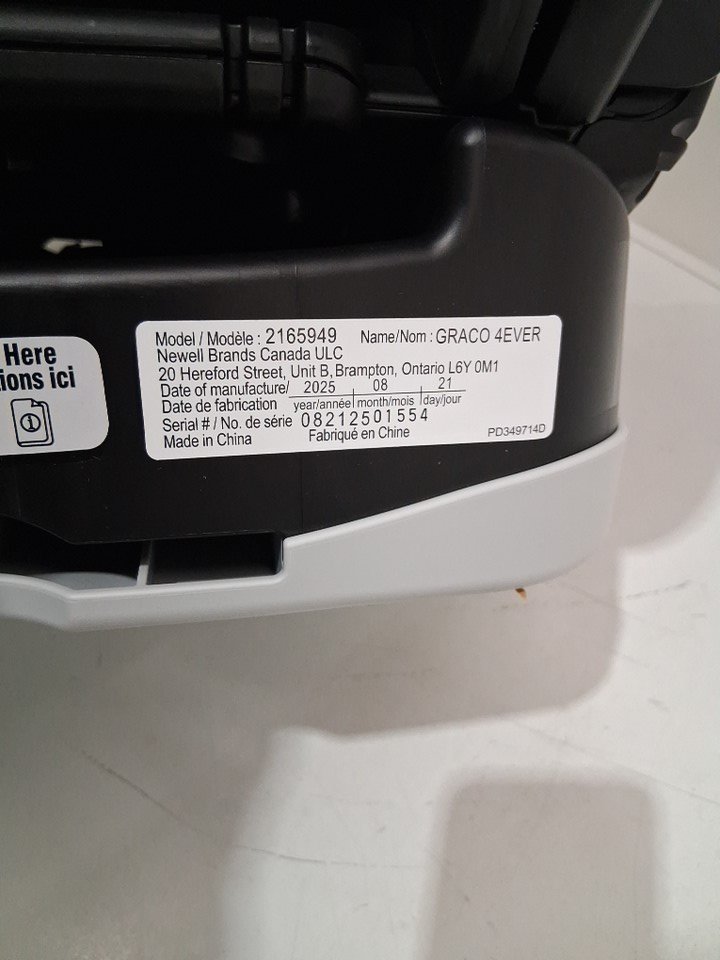 Here
ions ici
1
Model / Modèle : 2165949 Name/Nom : GRACO 4EVER
Newell Brands Canada ULC
20 Hereford Street, Unit B, Brampton, Ontario L6Y 0M1
Date of manufacture/ 2025 08 21
Date de fabrication year/année month/mois day/jour
Serial # / No. de série 08212501554
Made in China Fabriqué en Chine PD349714D